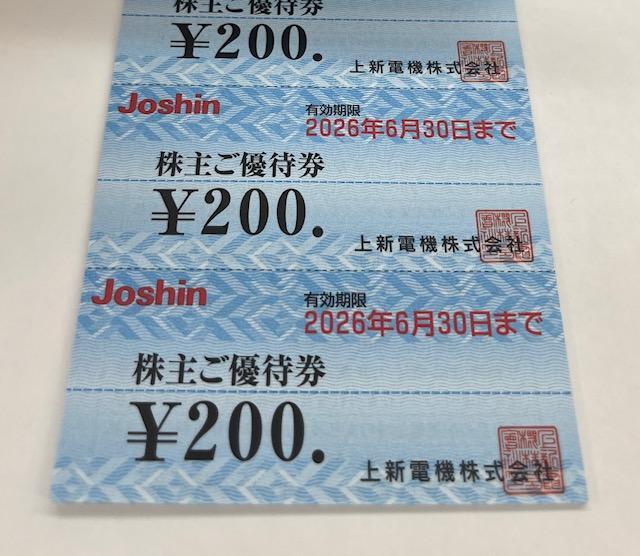 株主ご優待券
¥200.
上新電機株式会社
Joshin
有効期限
2026年6月30日まで
株主ご優待券
¥200.
上新電機株式会社
Joshin
有効期限
2026年6月30日まで
株主ご優待券
¥200.
上新電機株式会社